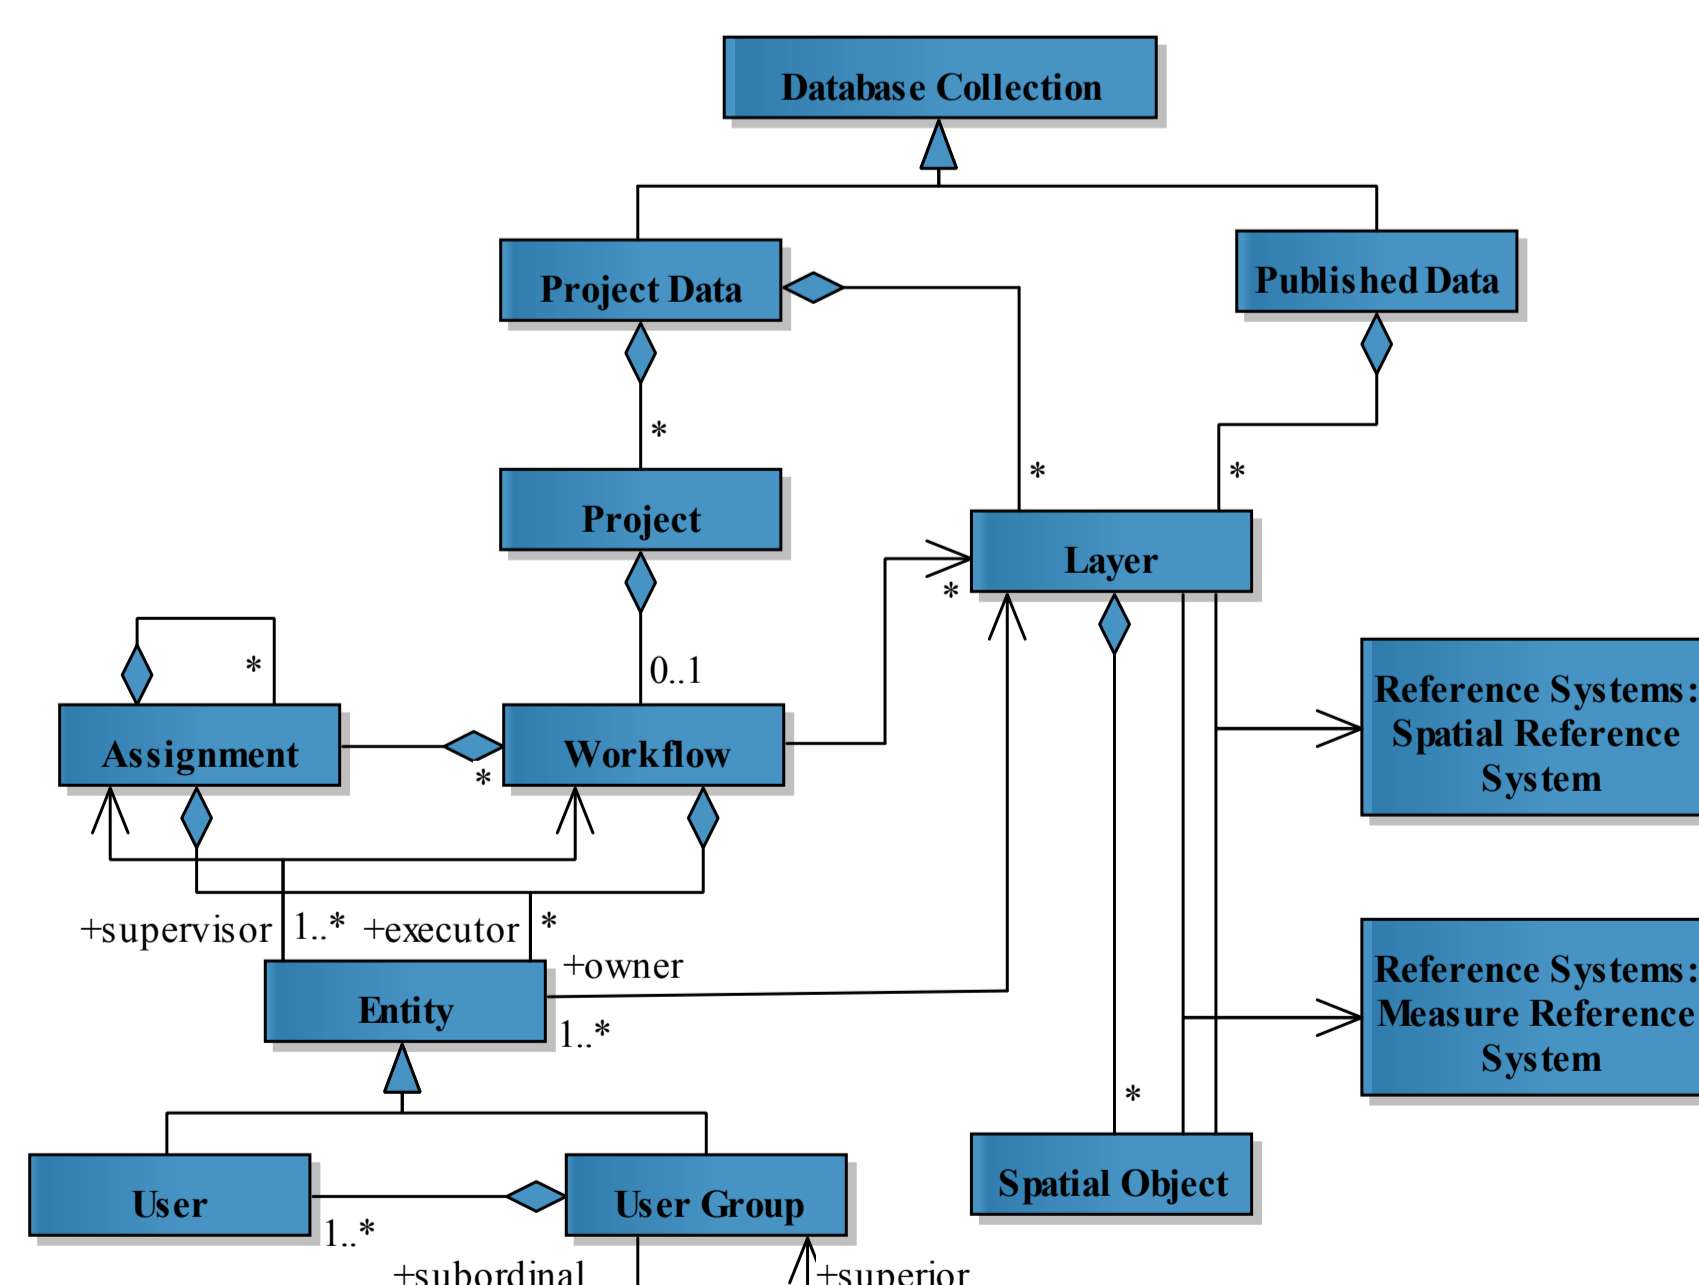 Database Collection
Project Data
Published Data
*
*
*
Project
Layer
*
0..1
*
Reference Systems:
Spatial Reference
System
Assignment
*
Workflow
+supervisor
1..*
+executor
*
+owner
Entity
1..*
Reference Systems:
Measure Reference
System
*
Spatial Object
User
1..*
User Group
+subordinal
+superior